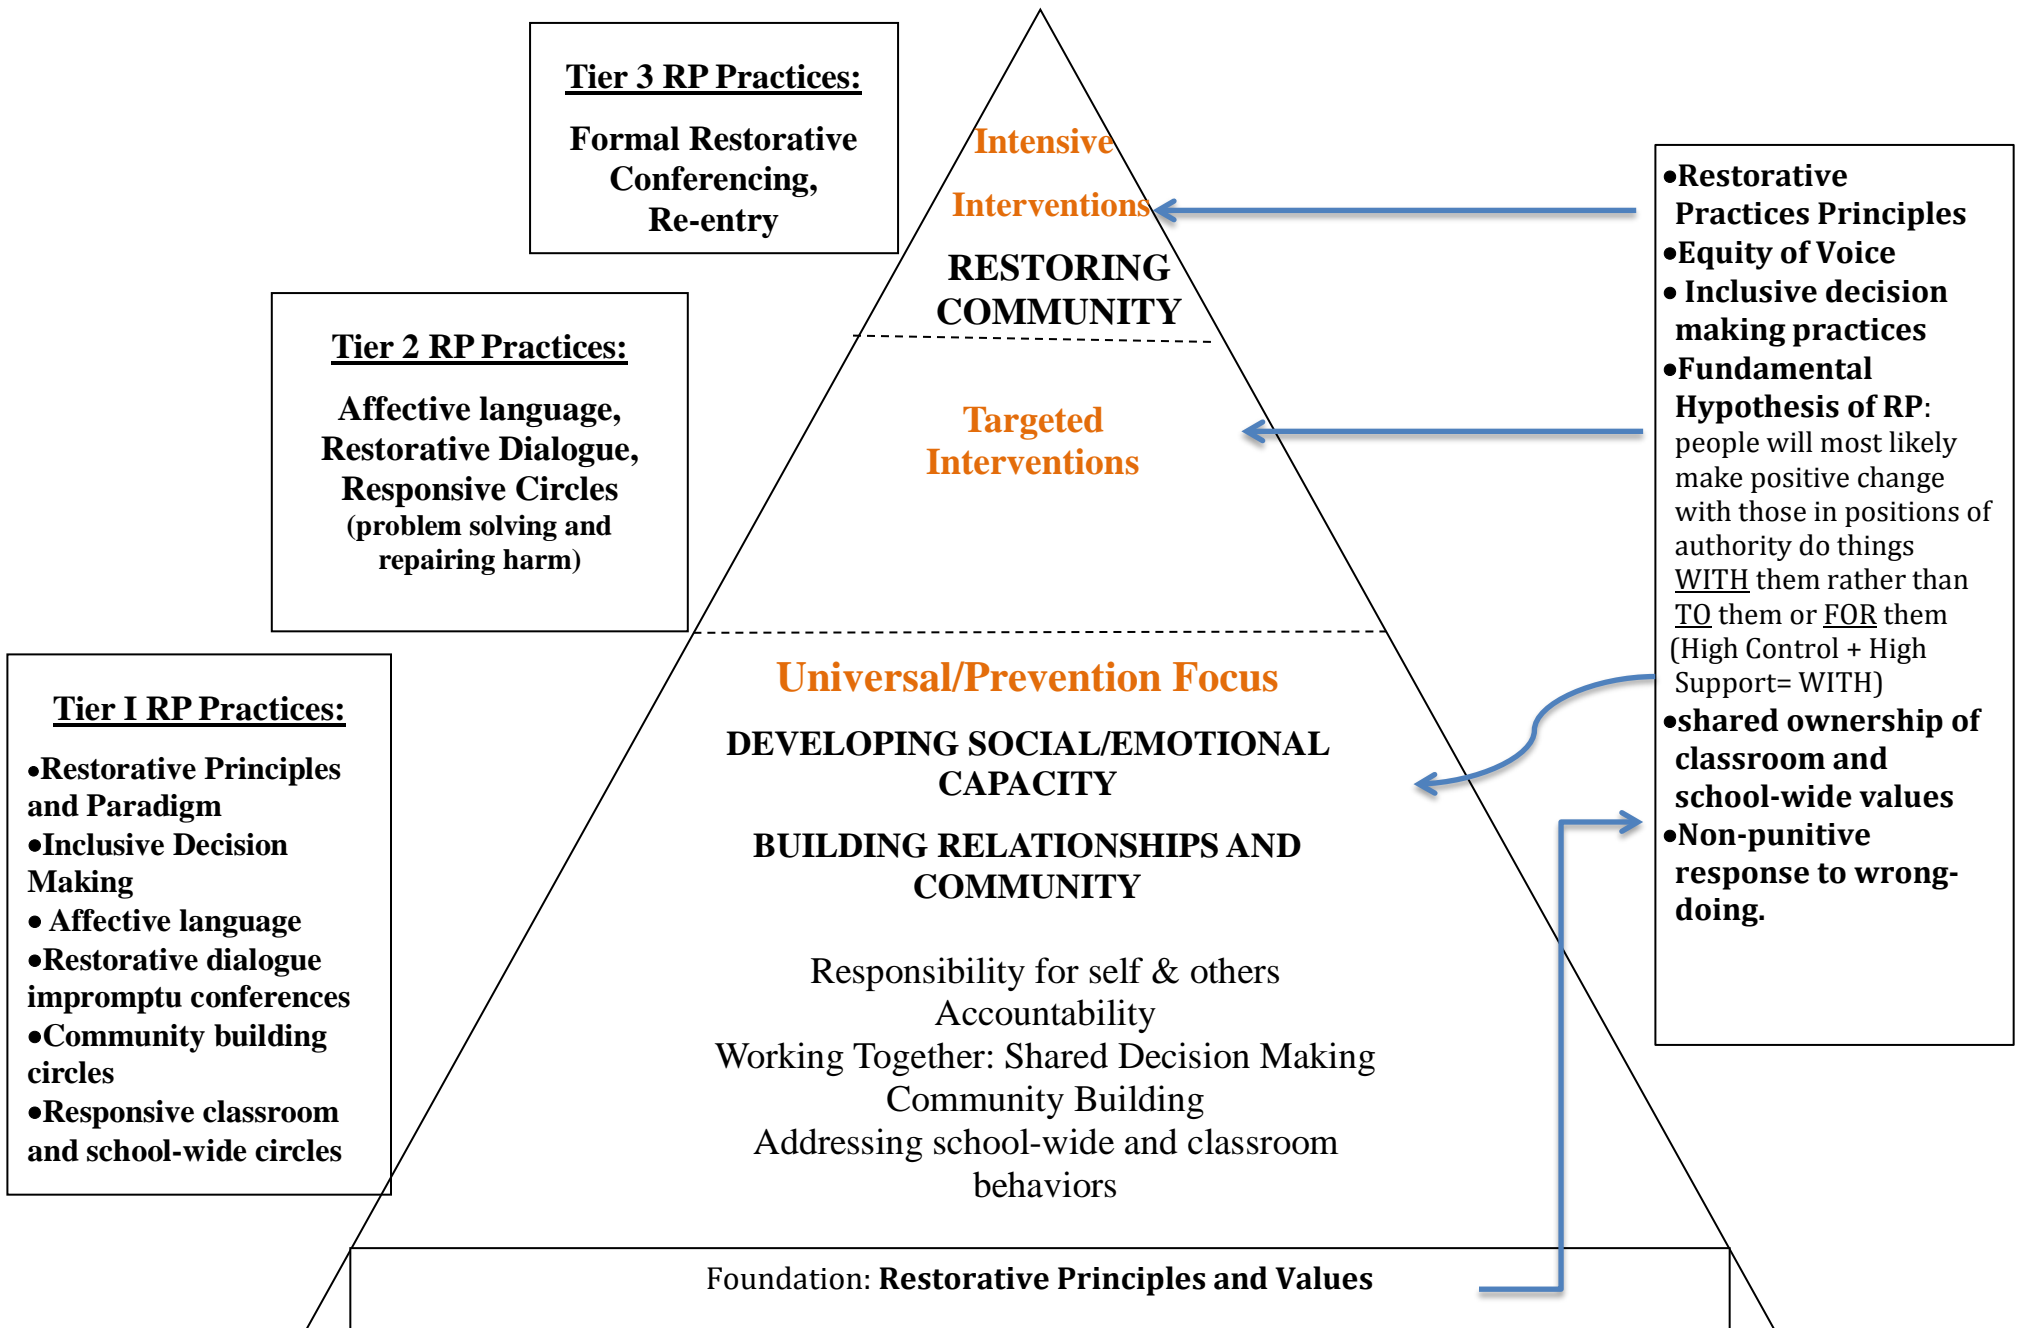 Tier 3 RP Practices:
Formal Restorative
Conferencing,
Re-entry
Tier 2 RP Practices:
Affective language,
Restorative Dialogue,
Responsive Circles
(problem solving and
repairing harm)
Tier I RP Practices:
•Restorative Principles
and Paradigm
•Inclusive Decision
Making
• Affective language
•Restorative dialogue
impromptu conferences
•Community building
circles
•Responsive classroom
and school-wide circles
Intensive
Interventions
RESTORING
COMMUNITY
Targeted
Interventions
Universal/Prevention Focus
DEVELOPING SOCIAL/EMOTIONAL
CAPACITY
BUILDING RELATIONSHIPS AND
COMMUNITY
Responsibility for self & others
Accountability
Working Together: Shared Decision Making
Community Building
Addressing school-wide and classroom
behaviors
Foundation: Restorative Principles and Values
•Restorative
Practices Principles
•Equity of Voice
• Inclusive decision
making practices
•Fundamental
Hypothesis of RP:
people will most likely
make positive change
with those in positions of
authority do things
WITH them rather than
TO them or FOR them
(High Control + High
Support= WITH)
•shared ownership of
classroom and
school-wide values
•Non-punitive
response to wrong-
doing.